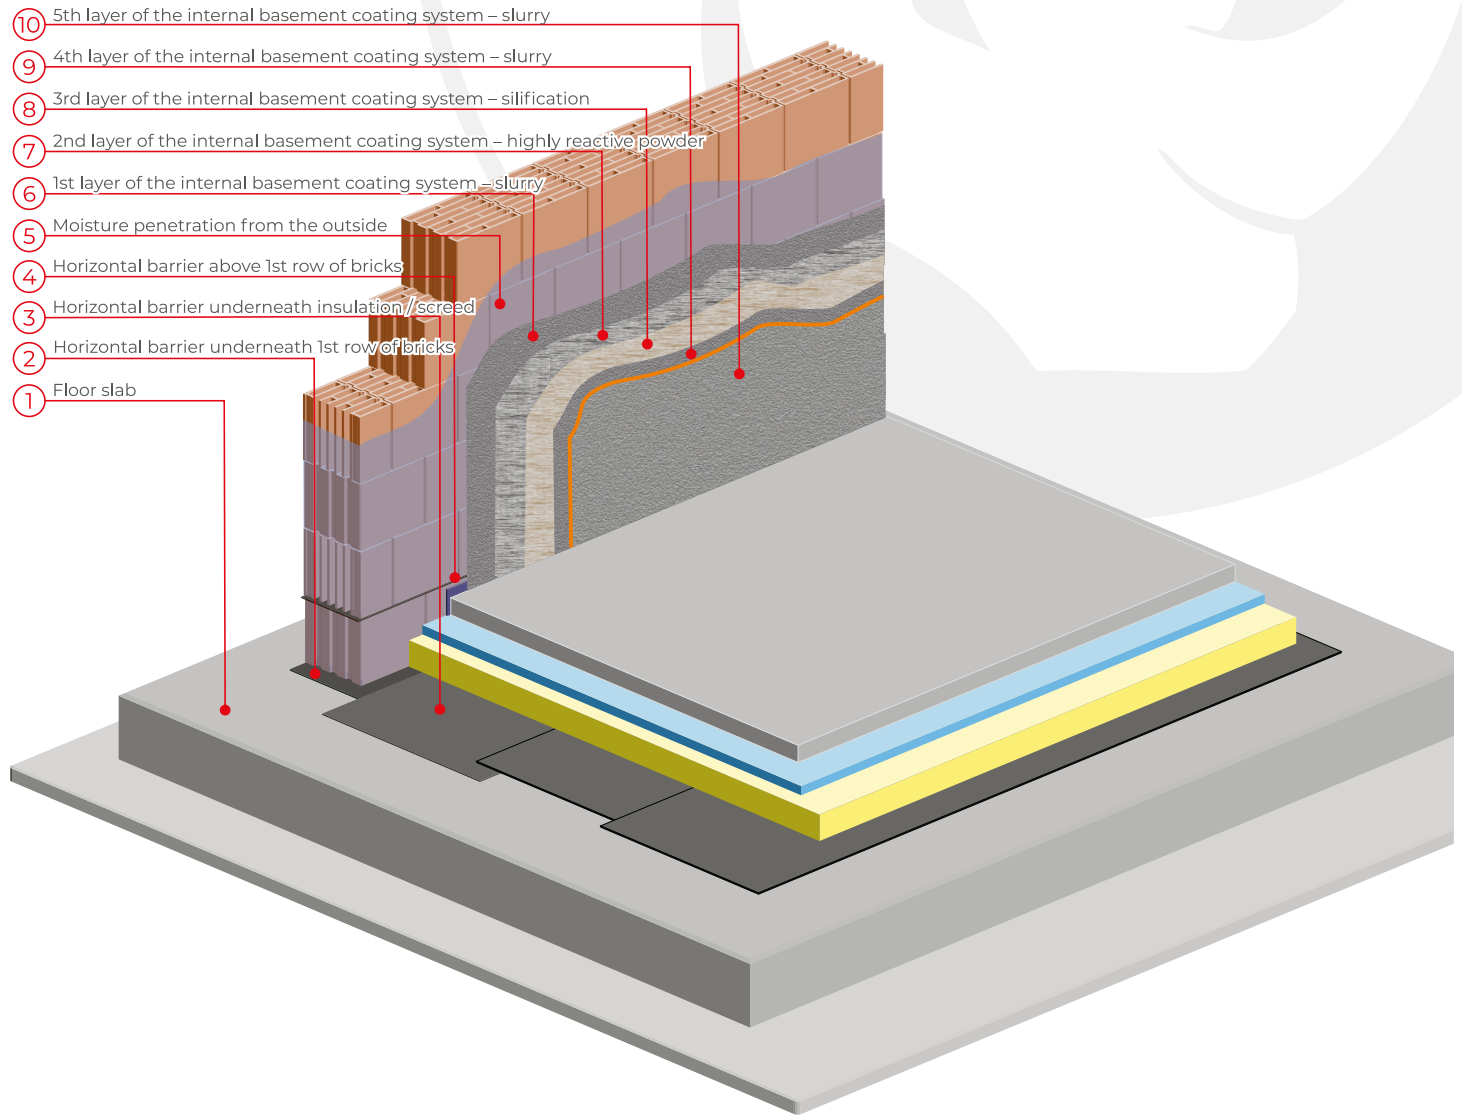 10 5th layer of the internal basement coating system – slurry
9 4th layer of the internal basement coating system – slurry
8 3rd layer of the internal basement coating system – silification
7 2nd layer of the internal basement coating system – highly reactive powder
6 1st layer of the internal basement coating system – slurry
5 Moisture penetration from the outside
4 Horizontal barrier above 1st row of bricks
3 Horizontal barrier underneath insulation / screed
2 Horizontal barrier underneath 1st row of bricks
1 Floor slab